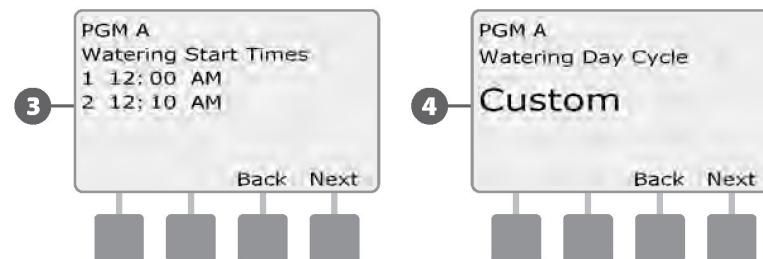 PGM A
Watering Start Times
1 12:00 AM
2 12:10 AM
3
Back Next
PGM A
Watering Day Cycle
4
Custom
Back Next